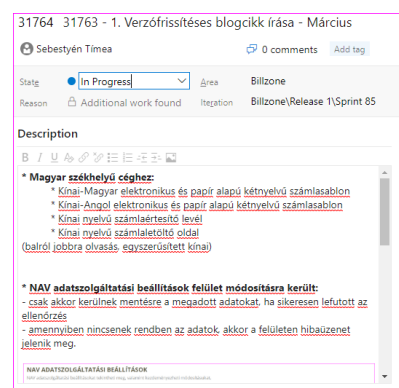 31764 31763 - 1. Verzófrissítéses blogcikk írása - Március
Sebestyén Tímea 0 comments Add tag
State In Progress Area Billzone
Reason Additional work found Iteration Billzone\Release 1\Sprint 85
Description
B I U
* Magyar székhelyű céghez:
* Kínai-Magyar elektronikus és papír alapú kétnyelvű számlasablon
* Kínai-Angol elektronikus és papír alapú kétnyelvű számlasablon
* Kínai nyelvű számlaértesítő levél
* Kínai nyelvű számlaletöltő oldal
(balról jobbra olvasás, egyszerűsített kínai)
* NAV adatszolgáltatási beállítások felület módosításra került:
- csak akkor kerülnek mentésre a megadott adatokat, ha sikeresen lefutott az
ellenőrzés
- amennyiben nincsenek rendben az adatok, akkor a felületen hibaüzenet
jelenik meg.
NAV ADATSZOLGÁLTATÁSI BEÁLLÍTÁSOK